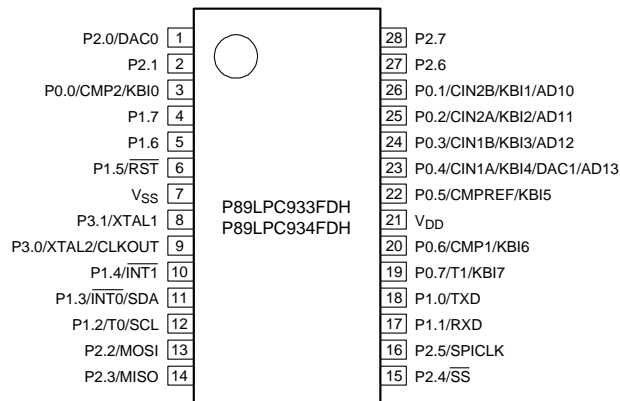 P2.0/DAC0 1
P2.1 2
P0.0/CMP2/KBI0 3
P1.7 4
P1.6 5
P1.5/R̅S̅T̅ 6
VSS 7
P3.1/XTAL1 8
P3.0/XTAL2/CLKOUT 9
P1.4/I̅N̅T̅1̅ 10
P1.3/I̅N̅T̅0̅/SDA 11
P1.2/T0/SCL 12
P2.2/MOSI 13
P2.3/MISO 14
P89LPC933FDH
P89LPC934FDH
28 P2.7
27 P2.6
26 P0.1/CIN2B/KBI1/AD10
25 P0.2/CIN2A/KBI2/AD11
24 P0.3/CIN1B/KBI3/AD12
23 P0.4/CIN1A/KBI4/DAC1/AD13
22 P0.5/CMPREF/KBI5
21 VDD
20 P0.6/CMP1/KBI6
19 P0.7/T1/KBI7
18 P1.0/TXD
17 P1.1/RXD
16 P2.5/SPICLK
15 P2.4/S̅S̅